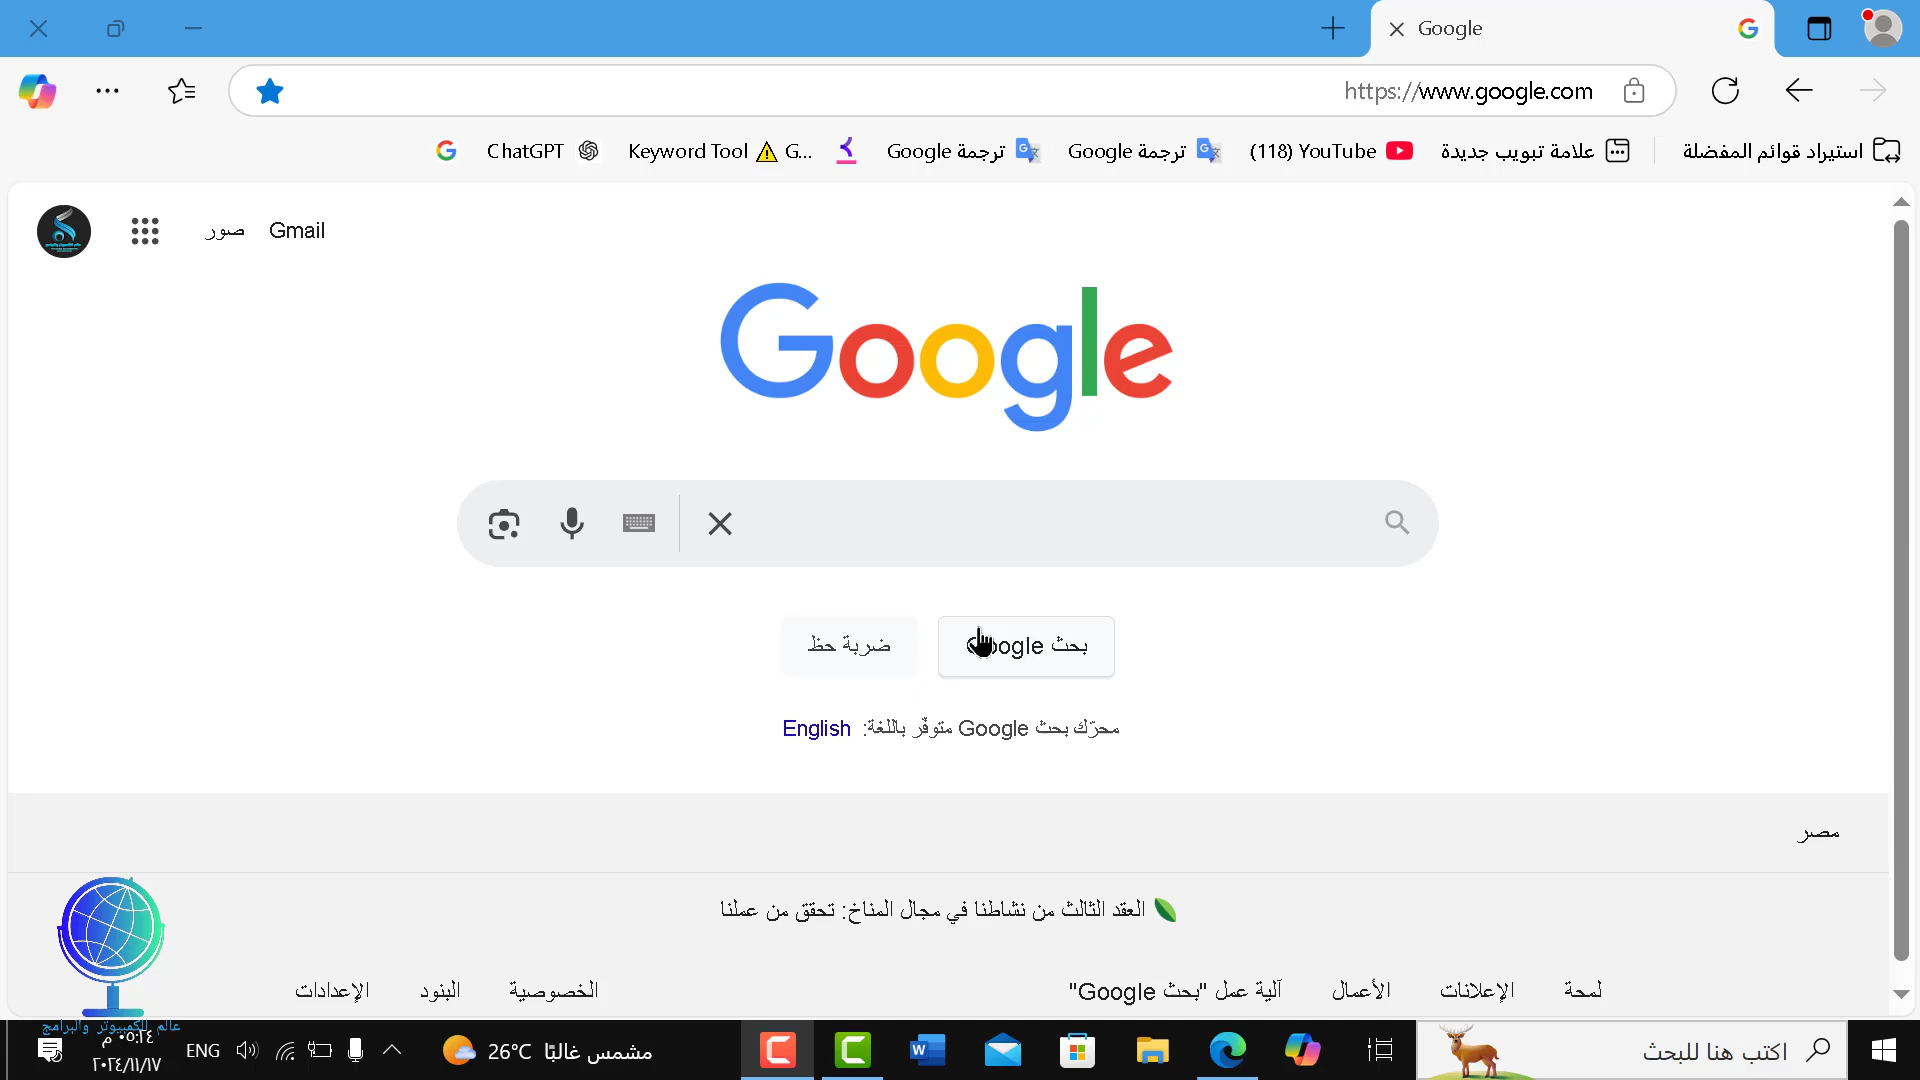 Google
https://www.google.com
استيراد قوائم المفضلة
علامة تبويب جديدة
(118) YouTube
ترجمة Google
ترجمة Google
G...
Keyword Tool
ChatGPT
Gmail
صور
Google
بحث Google
ضربة حظ
محرّك بحث Google متوفّر باللغة: English
مصر
العقد الثالث من نشاطنا في مجال المناخ: تحقق من عملنا
لمحة
الإعلانات
الأعمال
آلية عمل "بحث Google"
الخصوصية
البنود
الإعدادات
عالم الكمبيوتر والبرامج
اكتب هنا للبحث
26°C مشمس غالبًا
ENG
٠٥:٢٤ م
٢٠٢٤/١١/١٧